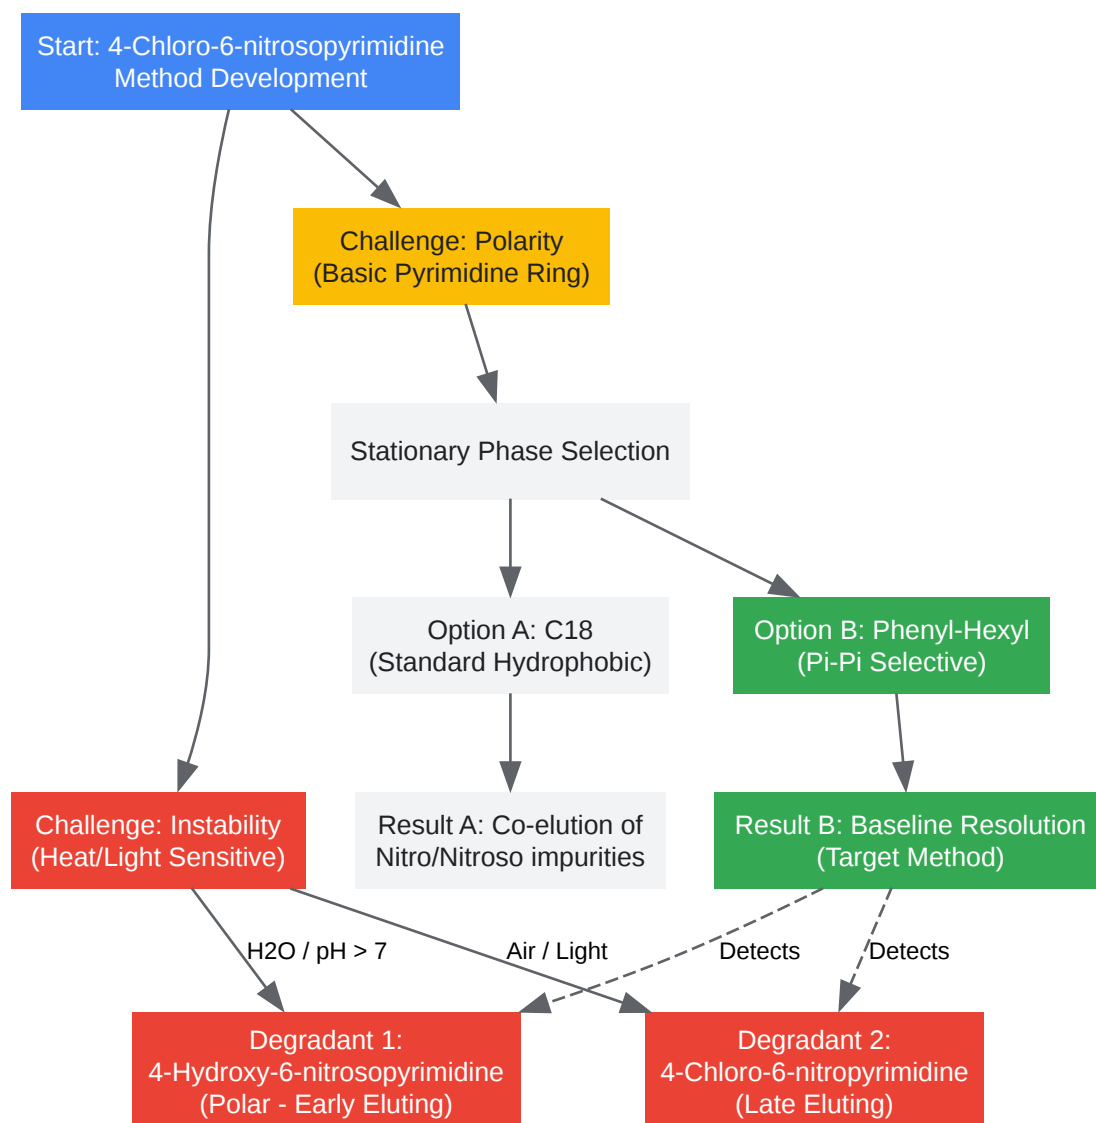 Start: 4-Chloro-6-nitrosopyrimidine
Method Development
Challenge: Polarity
(Basic Pyrimidine Ring)
Stationary Phase Selection
Option A: C18
(Standard Hydrophobic)
Option B: Phenyl-Hexyl
(Pi-Pi Selective)
Challenge: Instability
(Heat/Light Sensitive)
Result A: Co-elution of
Nitro/Nitroso impurities
Result B: Baseline Resolution
(Target Method)
H2O / pH > 7
Air / Light
Detects
Detects
Degradant 1:
4-Hydroxy-6-nitrosopyrimidine
(Polar - Early Eluting)
Degradant 2:
4-Chloro-6-nitropyrimidine
(Late Eluting)